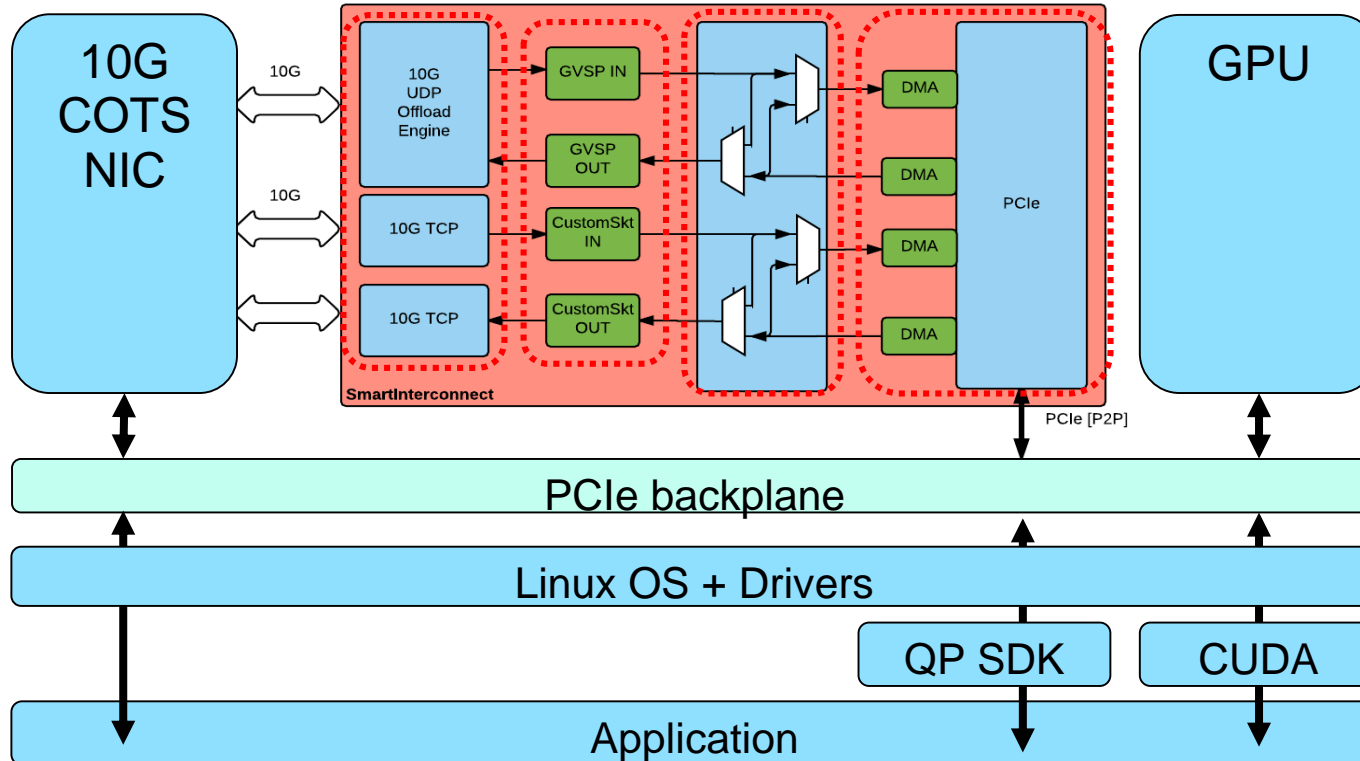 10G
COTS
NIC
10G
10G
10G
UDP
Offload
Engine
10G TCP
10G TCP
GVSP IN
GVSP
OUT
CustomSkt
IN
CustomSkt
OUT
DMA
DMA
DMA
DMA
PCIe
SmartInterconnect
GPU
PCIe [P2P]
PCIe backplane
Linux OS + Drivers
QP SDK
CUDA
Application